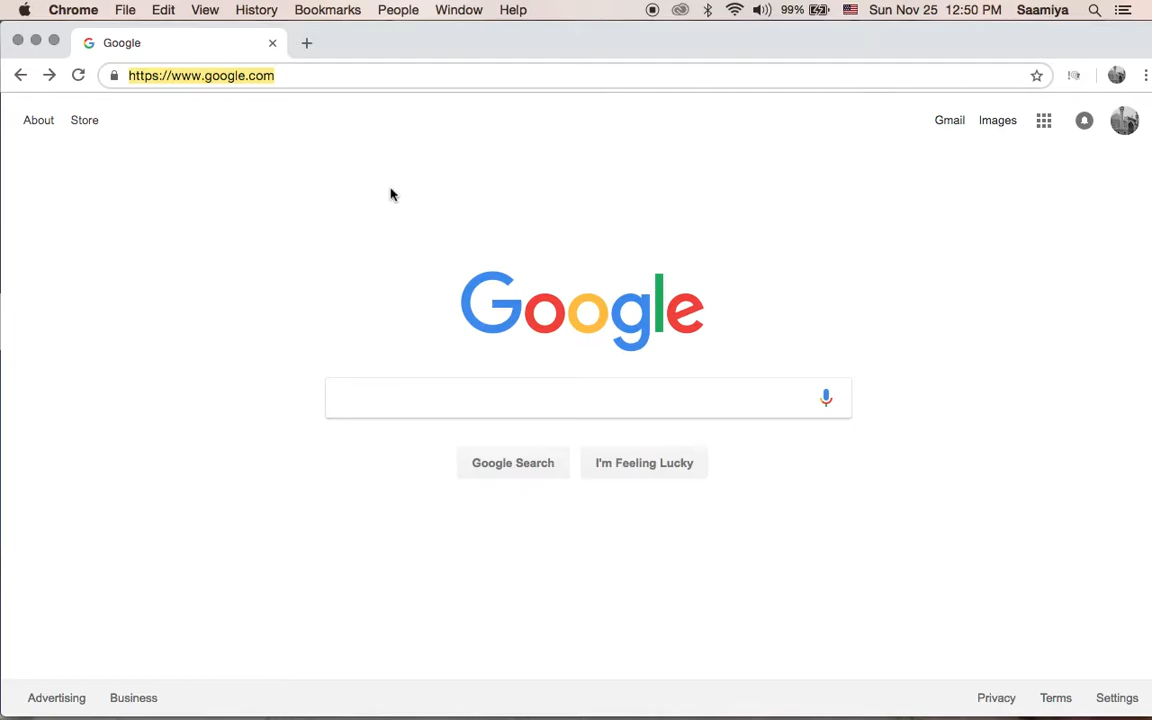 Chrome File Edit View History Bookmarks People Window Help 99% Sun Nov 25 12:50 PM Saamiya
Google
https://www.google.com
About Store Gmail Images
Google
Google Search I'm Feeling Lucky
Advertising Business Privacy Terms Settings